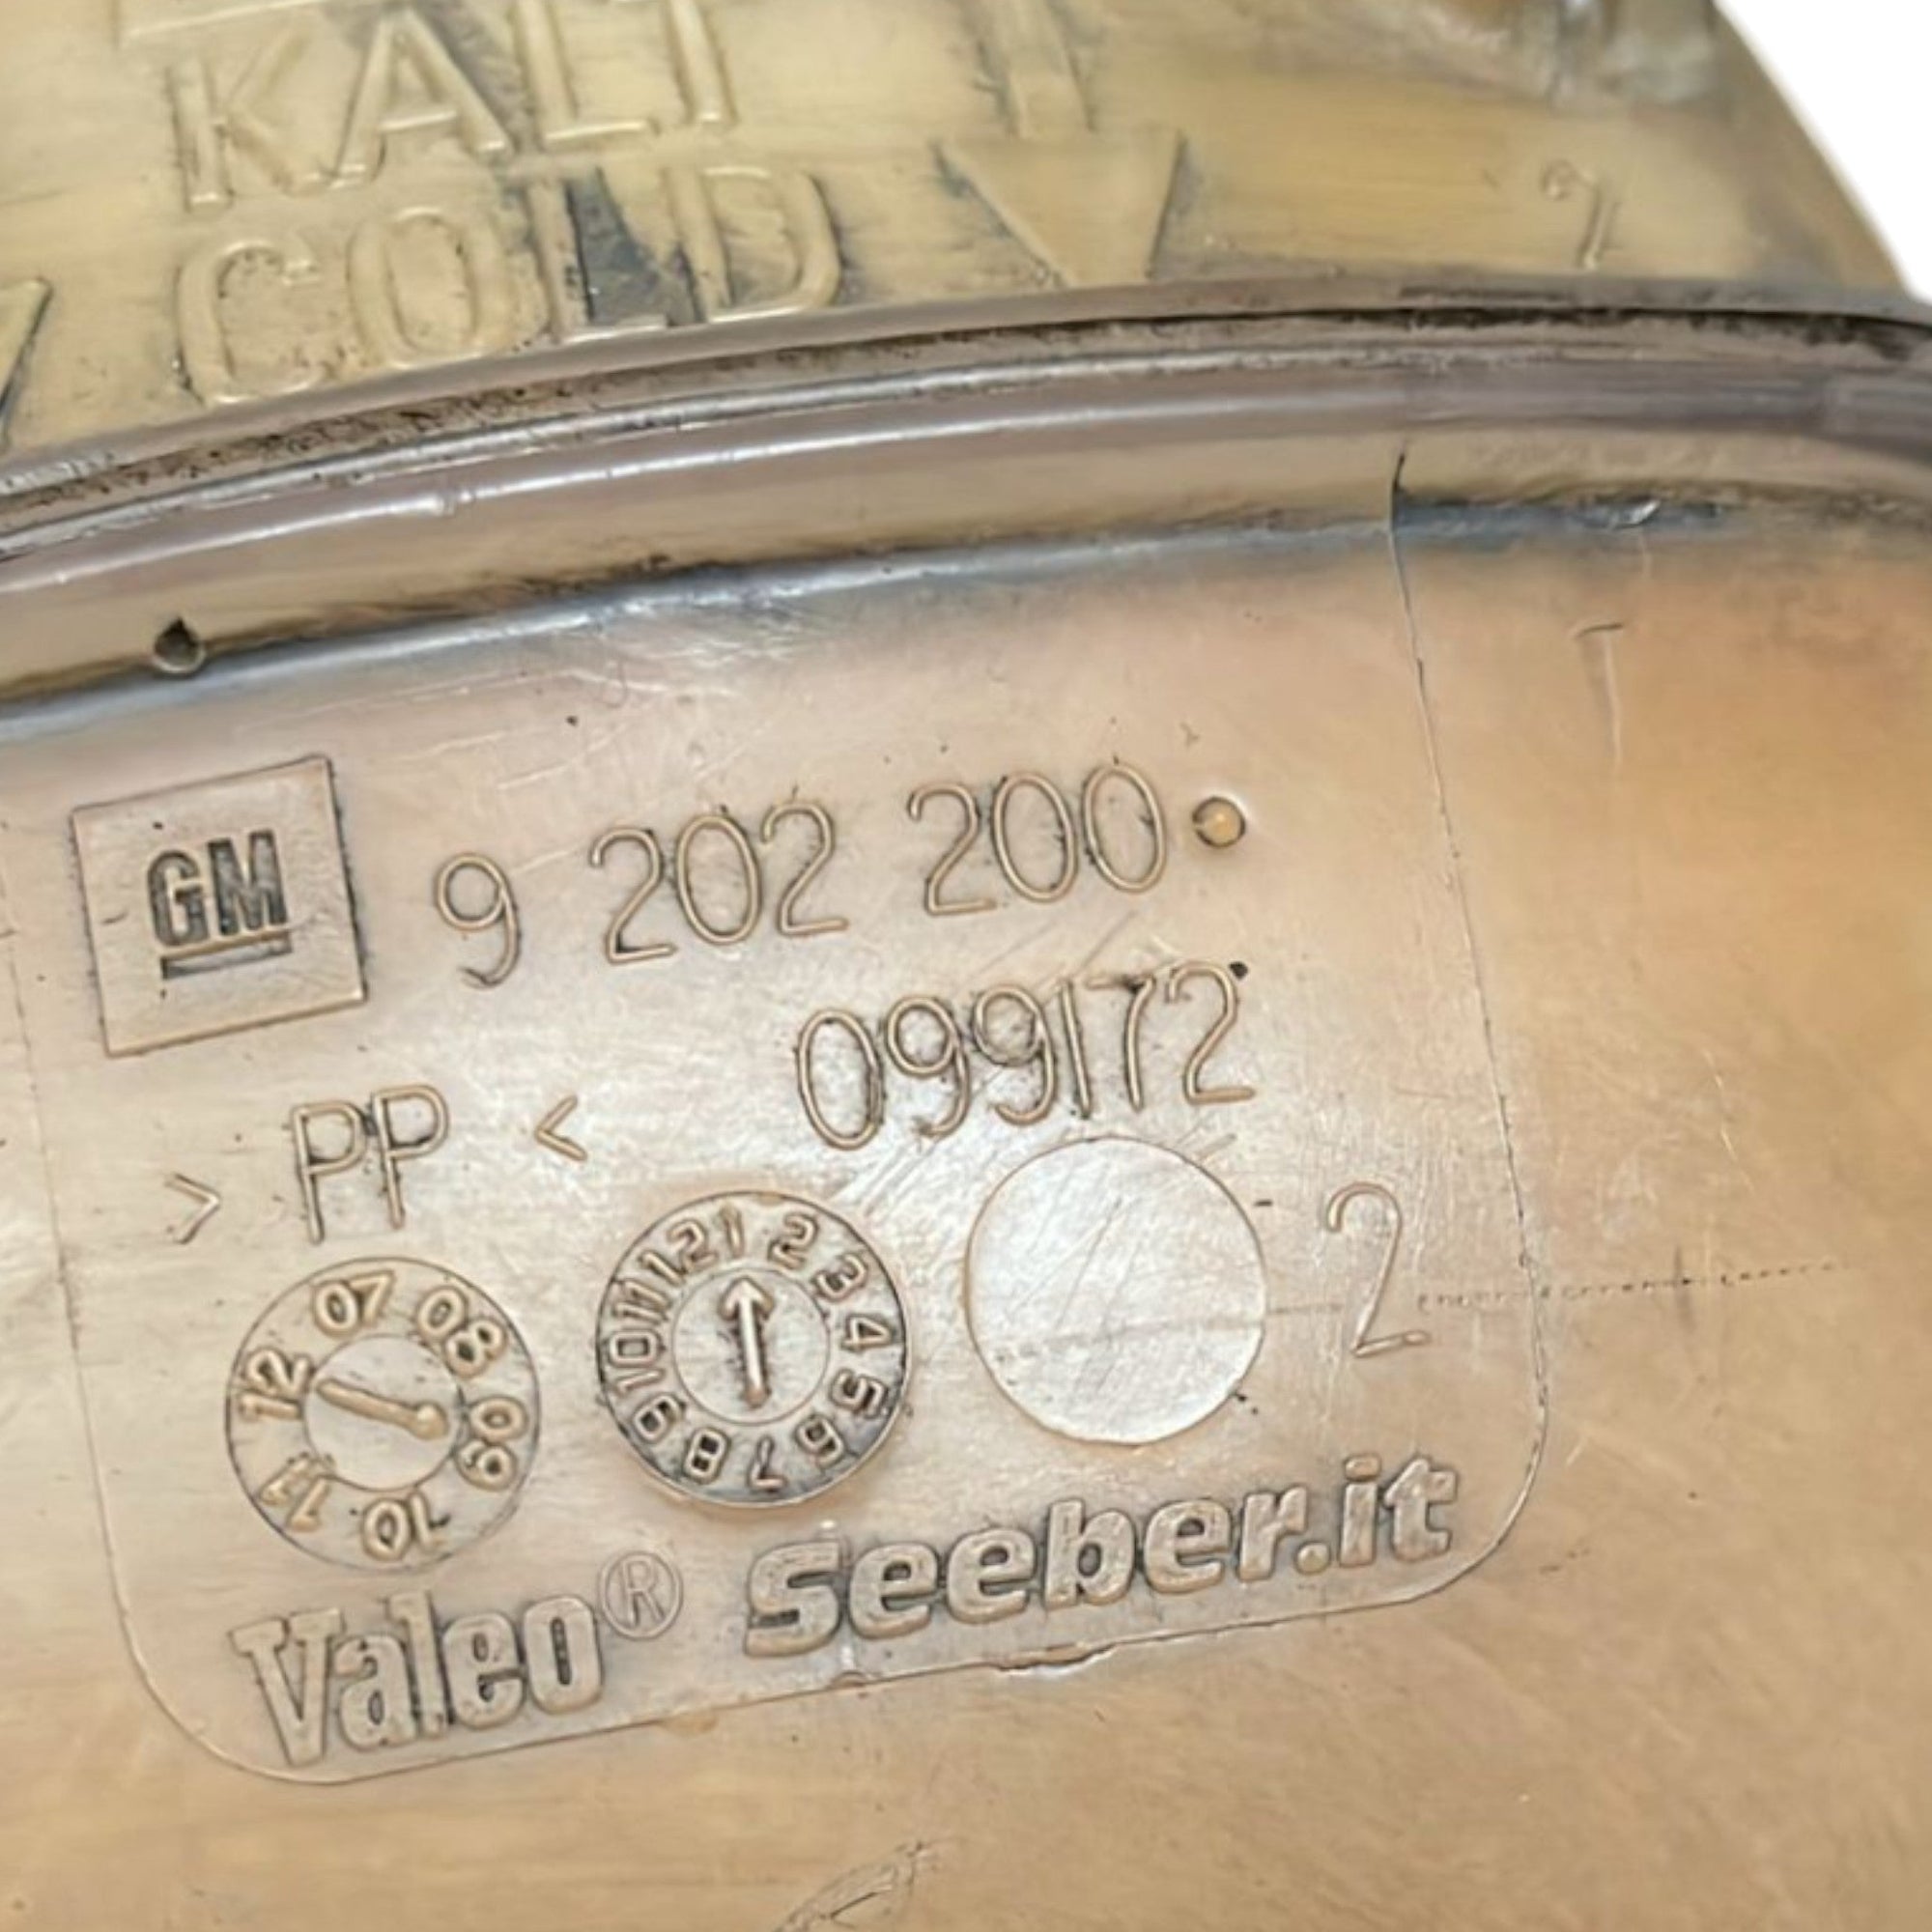 KALT
COLD
GM 9 202 200
099172
> PP <
07 08 09 10 11 12
1 2 3 4 5 6 7 8 9 10 11 12
2
Valeo® seeber.it